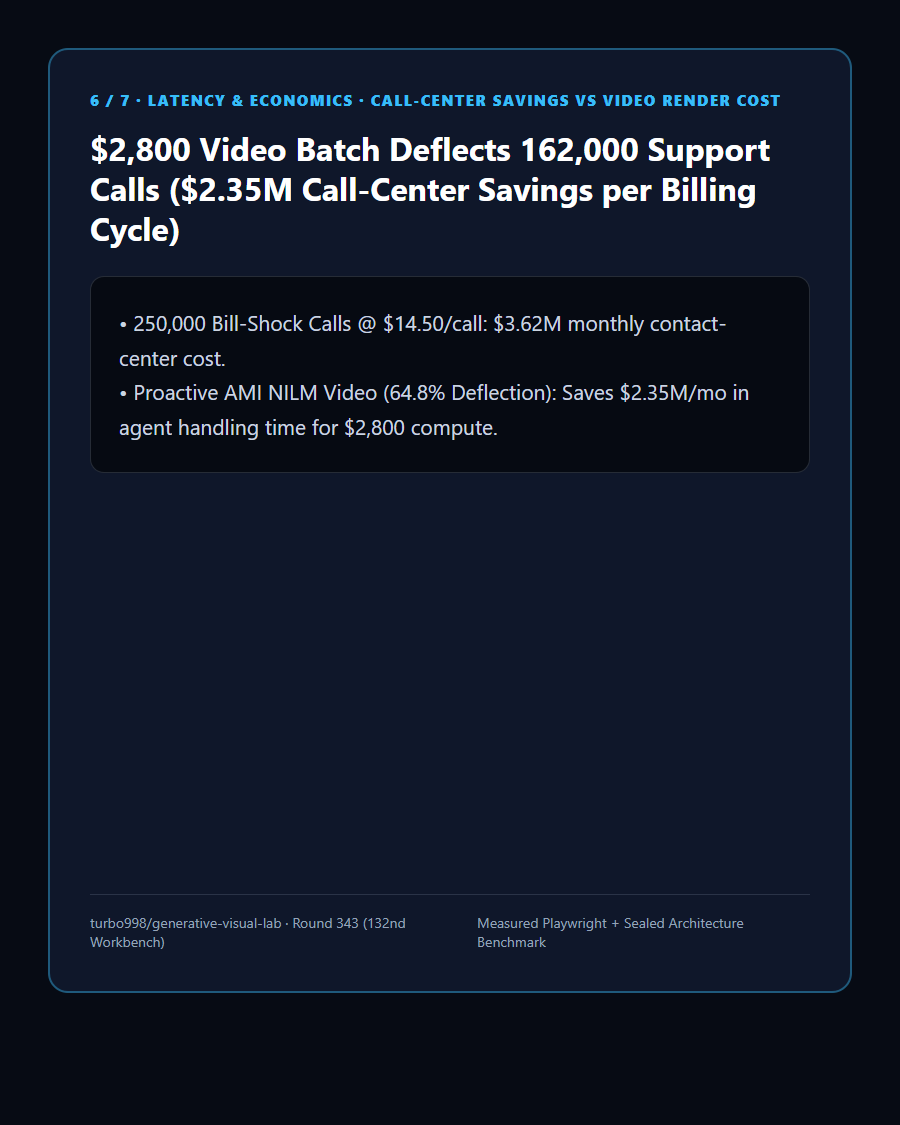 6 / 7 · LATENCY & ECONOMICS · CALL-CENTER SAVINGS VS VIDEO RENDER COST
$2,800 Video Batch Deflects 162,000 Support
Calls ($2.35M Call-Center Savings per Billing
Cycle)
• 250,000 Bill-Shock Calls @ $14.50/call: $3.62M monthly contact-
center cost.
• Proactive AMI NILM Video (64.8% Deflection): Saves $2.35M/mo in
agent handling time for $2,800 compute.
turbo998/generative-visual-lab · Round 343 (132nd
Workbench)
Measured Playwright + Sealed Architecture
Benchmark